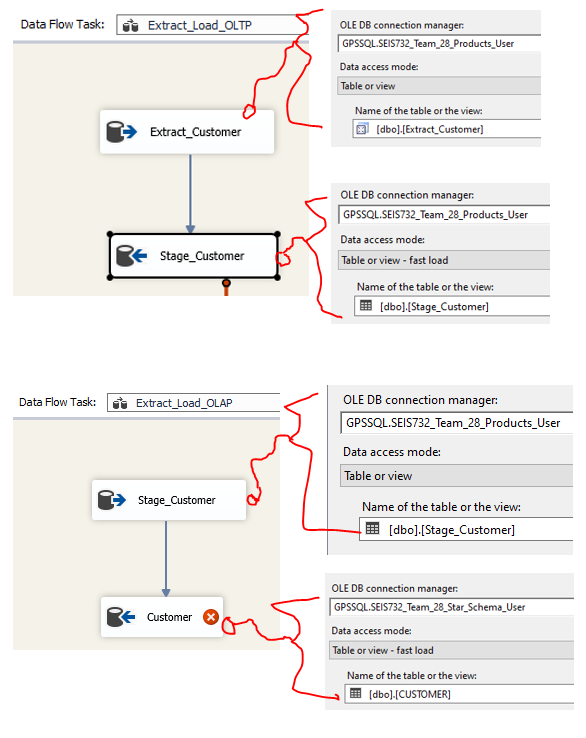 Data Flow Task: Extract_Load_OLTP
OLE DB connection manager:
GPSSQL.SEIS732_Team_28_Products_User
Data access mode:
Table or view
Name of the table or the view:
[dbo].[Extract_Customer]
Extract_Customer
Stage_Customer
OLE DB connection manager:
GPSSQL.SEIS732_Team_28_Products_User
Data access mode:
Table or view - fast load
Name of the table or the view:
[dbo].[Stage_Customer]
Data Flow Task: Extract_Load_OLAP
OLE DB connection manager:
GPSSQL.SEIS732_Team_28_Products_User
Data access mode:
Table or view
Name of the table or the view:
[dbo].[Stage_Customer]
Stage_Customer
Customer
OLE DB connection manager:
GPSSQL.SEIS732_Team_28_Star_Schema_User
Data access mode:
Table or view - fast load
Name of the table or the view:
[dbo].[CUSTOMER]